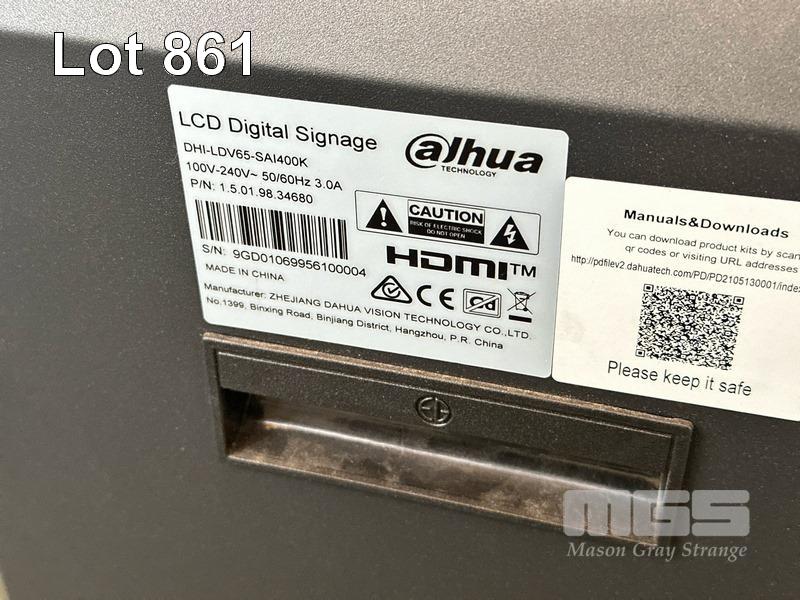 Lot 861
LCD Digital Signage
DHI-LDV65-SAI400K
100V-240V~ 50/60Hz 3.0A
P/N: 1.5.01.98.34680
S/N: 9GD01069956100004
MADE IN CHINA
Manufacturer: ZHEJIANG DAHUA VISION TECHNOLOGY CO.,LTD.
No.1399, Binxing Road, Binjiang District, Hangzhou, P.R. China
alhua
TECHNOLOGY
CAUTION
RISK OF ELECTRIC SHOCK
DO NOT OPEN
HDMI™
CE
Manuals&Downloads
You can download product kits by scan
qr codes or visiting URL addresses
http://pdfilev2.dahuatech.com/PD/PD2105130001/index
Please keep it safe
MGS
Mason Gray Strange